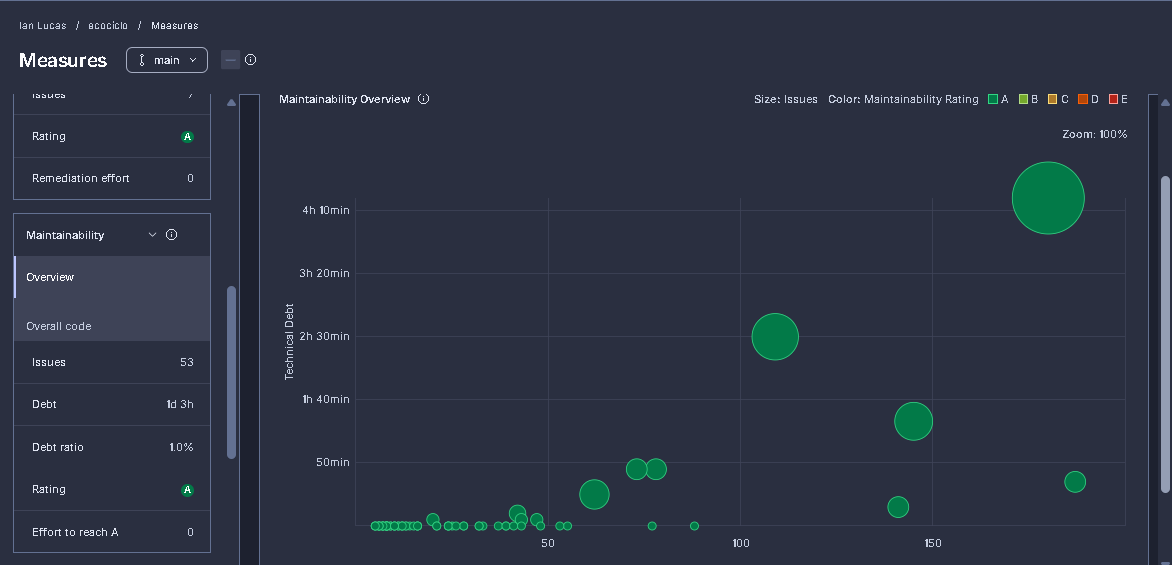 Ian Lucas / ecociclo / Measures
Measures
main
Issues 7
Rating A
Remediation effort 0
Maintainability
Overview
Overall code
Issues 53
Debt 1d 3h
Debt ratio 1.0%
Rating A
Effort to reach A 0
Maintainability Overview
Size: Issues Color: Maintainability Rating A B C D E
Zoom: 100%
Technical Debt
4h 10min
3h 20min
2h 30min
1h 40min
50min
50 100 150